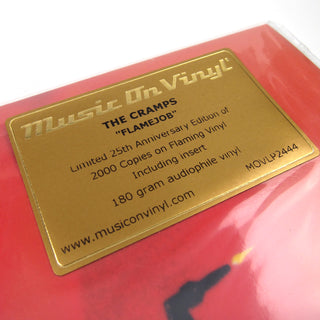 Music On Vinyl
THE CRAMPS
"FLAMEJOB"
Limited 25th Anniversary Edition of
2000 Copies on Flaming Vinyl
Including insert
180 gram audiophile vinyl
MOVLP2444
www.musiconvinyl.com